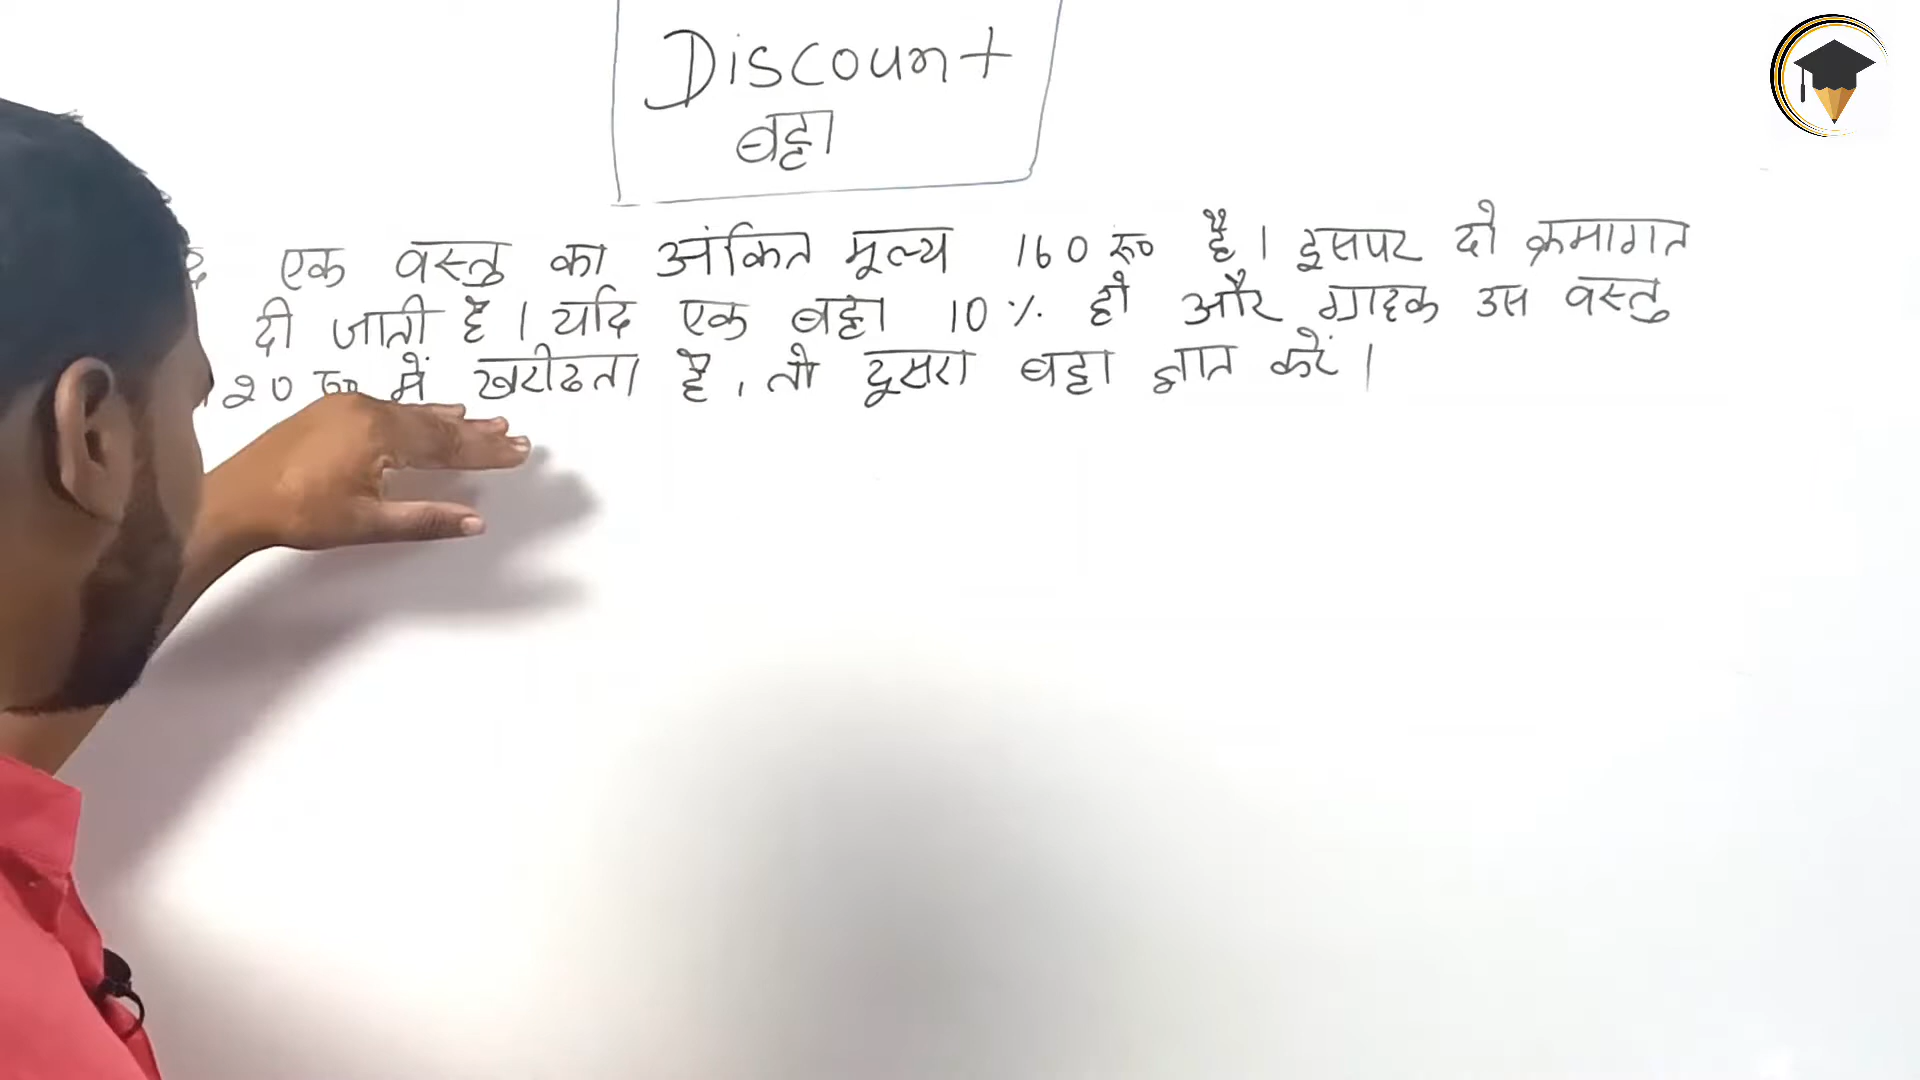 Discount
बट्टा
एक वस्तु का अंकित मूल्य 160 रू० है। इसपर दो क्रमागत
दी जाती है। यदि एक बट्टा 10% हो और ग्राहक उस वस्तु
20 रू० में खरीदता है, तो दूसरा बट्टा ज्ञात करें।